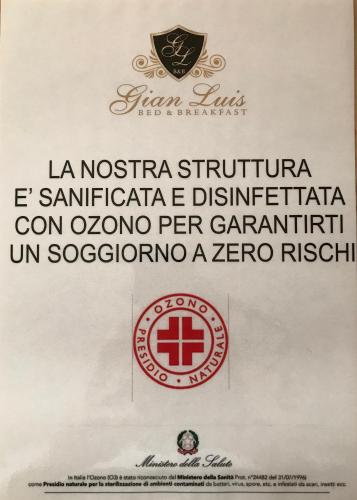 GL
B&B
Gian Luis
BED & BREAKFAST
LA NOSTRA STRUTTURA
E' SANIFICATA E DISINFETTATA
CON OZONO PER GARANTIRTI
UN SOGGIORNO A ZERO RISCHI
OZONO
PRESIDIO NATURALE
Ministero della Salute
In Italia l'Ozono (O3) è stato riconosciuto dal Ministero della Sanità Prot. n°24482 del 31/07/1996)
come Presidio naturale per la sterilizzazione di ambienti contaminati da batteri, virus, spore, etc. e infestati da acari, insetti ecc.